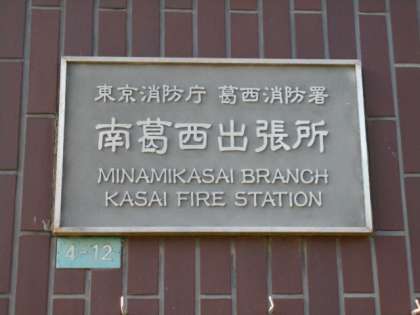 東京消防庁 葛西消防署
南葛西出張所
MINAMIKASAI BRANCH
KASAI FIRE STATION
4-12